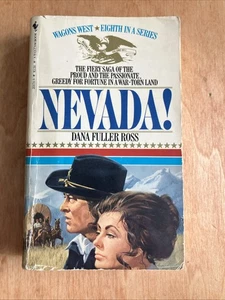 WAGONS WEST ★ EIGHTH IN A SERIES
THE FIERY SAGA OF THE
PROUD AND THE PASSIONATE...
GREEDY FOR FORTUNE IN A WAR-TORN LAND
NEVADA!
DANA FULLER ROSS